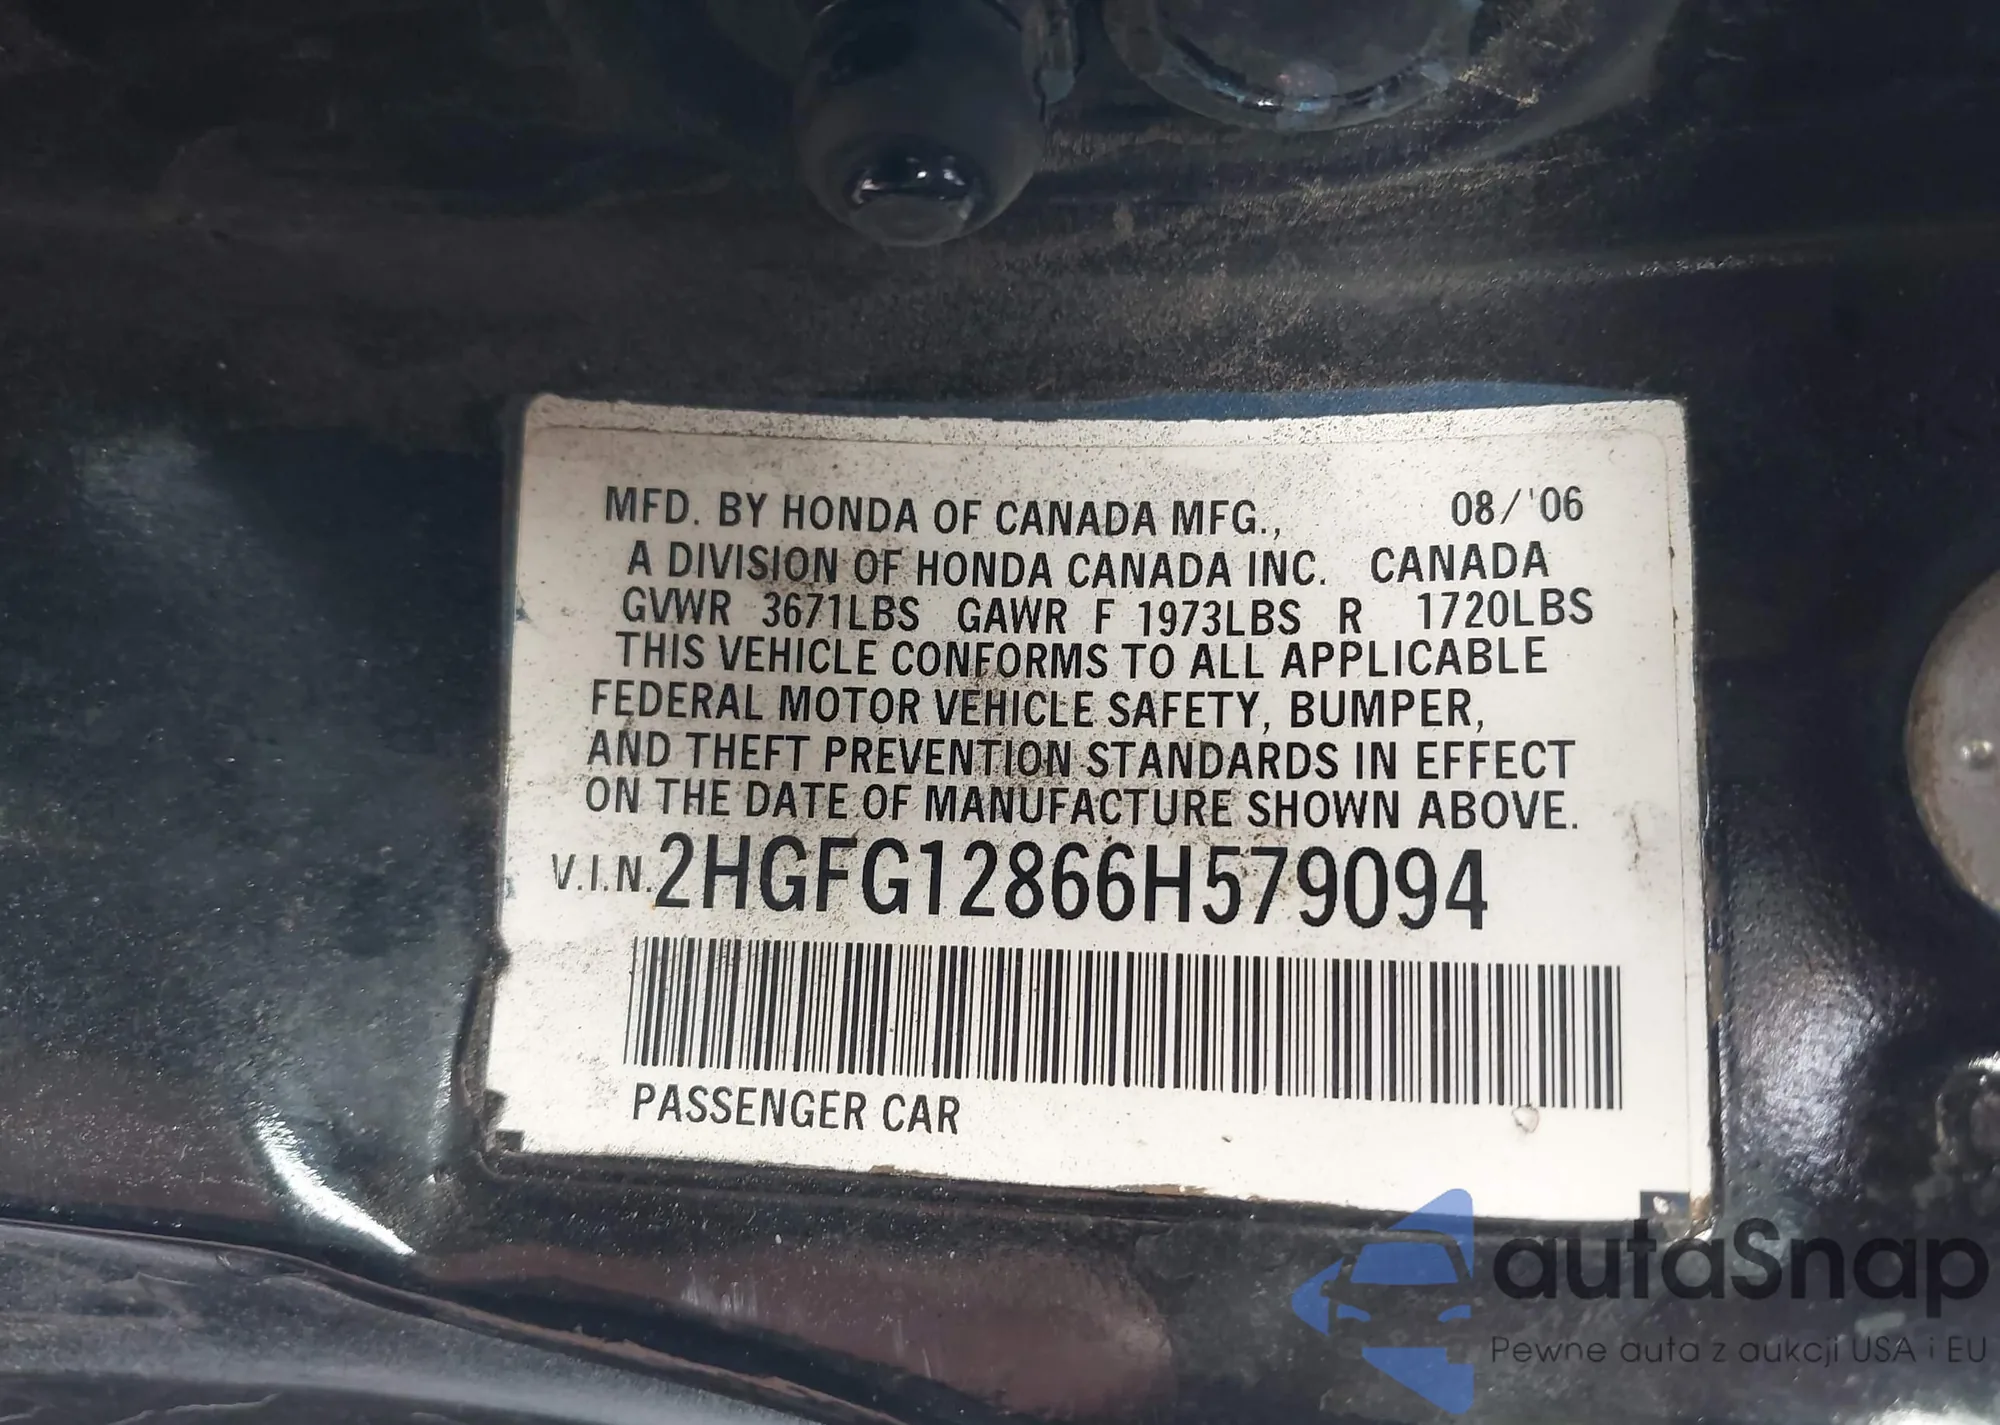 MFD. BY HONDA OF CANADA MFG., 08/'06
A DIVISION OF HONDA CANADA INC. CANADA
GVWR 3671LBS GAWR F 1973LBS R 1720LBS
THIS VEHICLE CONFORMS TO ALL APPLICABLE
FEDERAL MOTOR VEHICLE SAFETY, BUMPER,
AND THEFT PREVENTION STANDARDS IN EFFECT
ON THE DATE OF MANUFACTURE SHOWN ABOVE.
V.I.N. 2HGFG12866H579094
PASSENGER CAR
autaSnap
Pewne auta z aukcji USA i EU